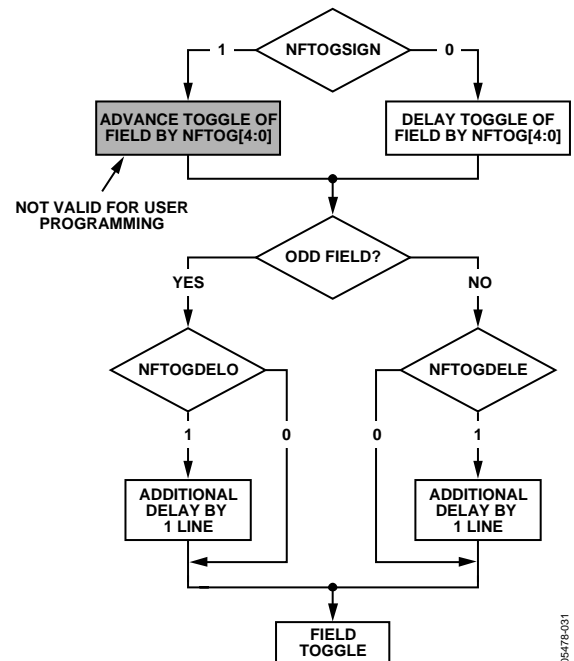 NFTOGSIGN
1
0
ADVANCE TOGGLE OF
FIELD BY NFTOG[4:0]
DELAY TOGGLE OF
FIELD BY NFTOG[4:0]
NOT VALID FOR USER
PROGRAMMING
ODD FIELD?
YES
NO
NFTOGDELO
NFTOGDELE
1
0
0
1
ADDITIONAL
DELAY BY
1 LINE
ADDITIONAL
DELAY BY
1 LINE
FIELD
TOGGLE
05478-031